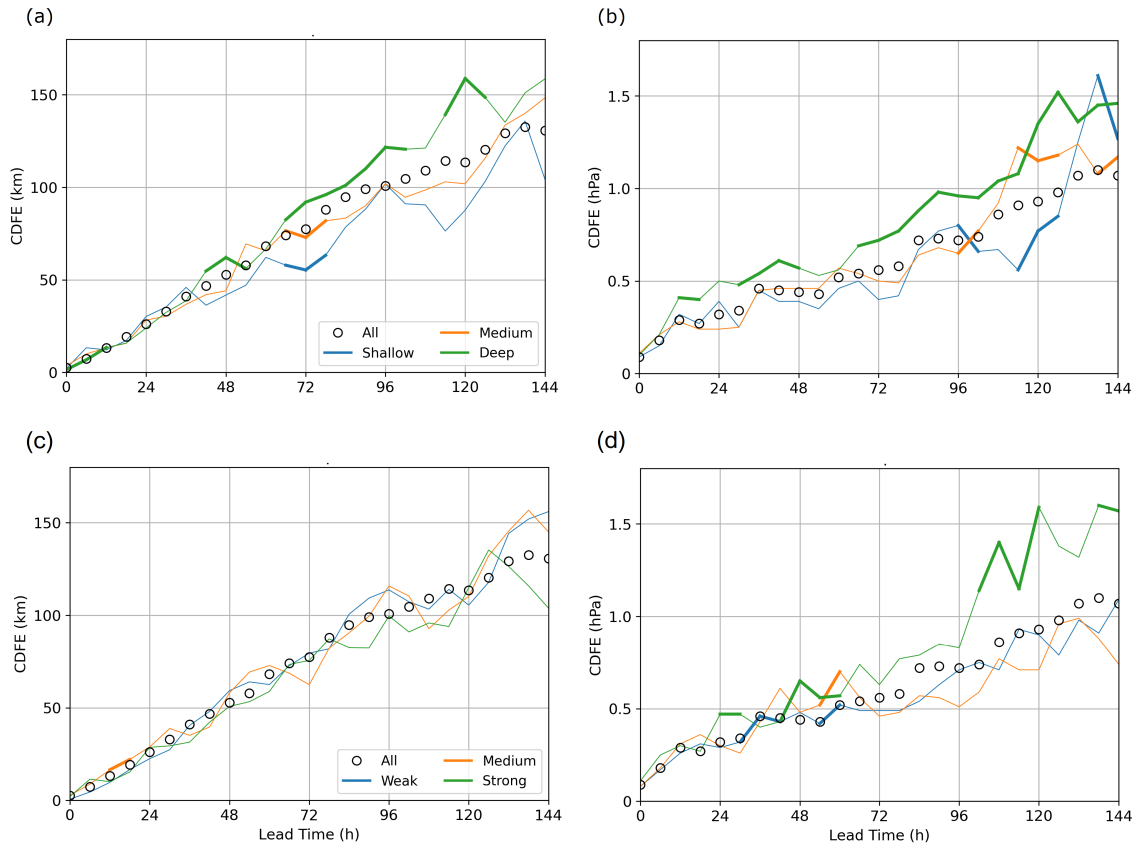 (a)
(b)
CDFE (km)
150
100
50
0
0 24 48 72 96 120 144
All
Medium
Shallow
Deep
CDFE (hPa)
1.5
1.0
0.5
0
0 24 48 72 96 120 144
(c)
(d)
CDFE (km)
150
100
50
0
0 24 48 72 96 120 144
Lead Time (h)
All
Medium
Weak
Strong
CDFE (hPa)
1.5
1.0
0.5
0
0 24 48 72 96 120 144
Lead Time (h)